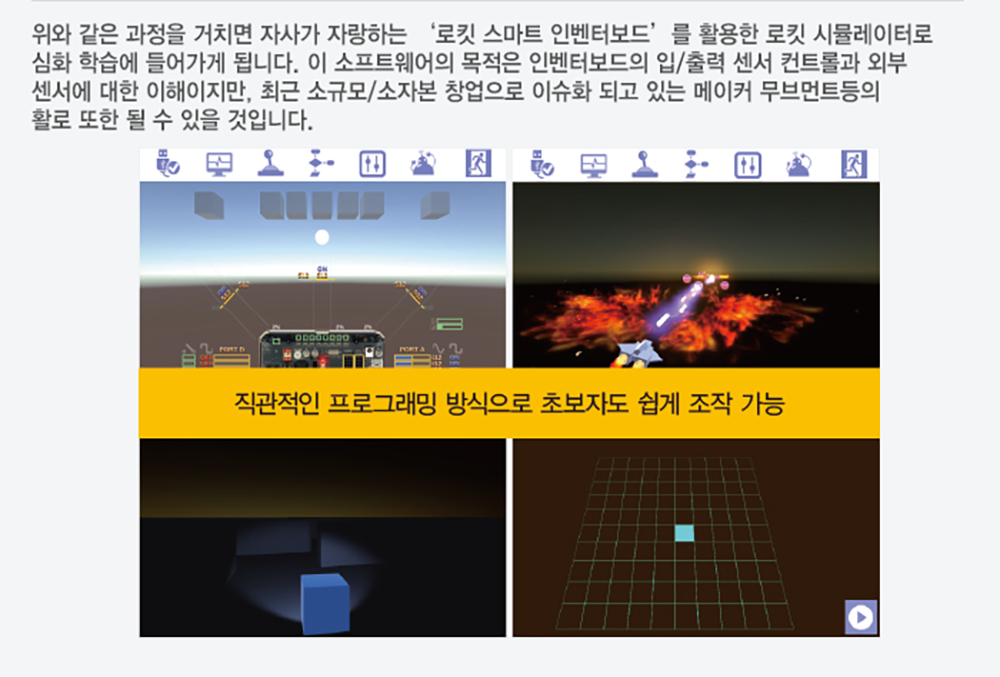 위와 같은 과정을 거치면 자사가 자랑하는 ‘로킷 스마트 인벤터보드’를 활용한 로킷 시뮬레이터로
심화 학습에 들어가게 됩니다. 이 소프트웨어의 목적은 인벤터보드의 입/출력 센서 컨트롤과 외부
센서에 대한 이해이지만, 최근 소규모/소자본 창업으로 이슈화 되고 있는 메이커 무브먼트등의
활로 또한 될 수 있을 것입니다.
PORT D
PORT A
직관적인 프로그래밍 방식으로 초보자도 쉽게 조작 가능